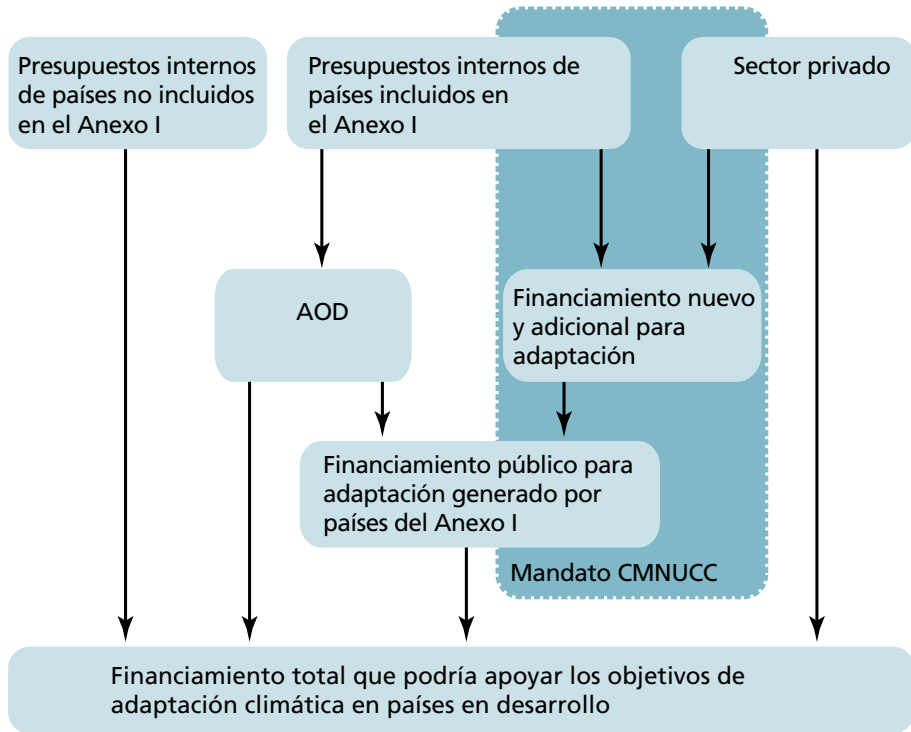 Presupuestos internos
de países no incluidos
en el Anexo I
Presupuestos internos de
países incluidos en
el Anexo I
Sector privado
AOD
Financiamiento nuevo
y adicional para
adaptación
Financiamiento público para
adaptación generado por
países del Anexo I
Mandato CMNUCC
Financiamiento total que podría apoyar los objetivos de
adaptación climática en países en desarrollo